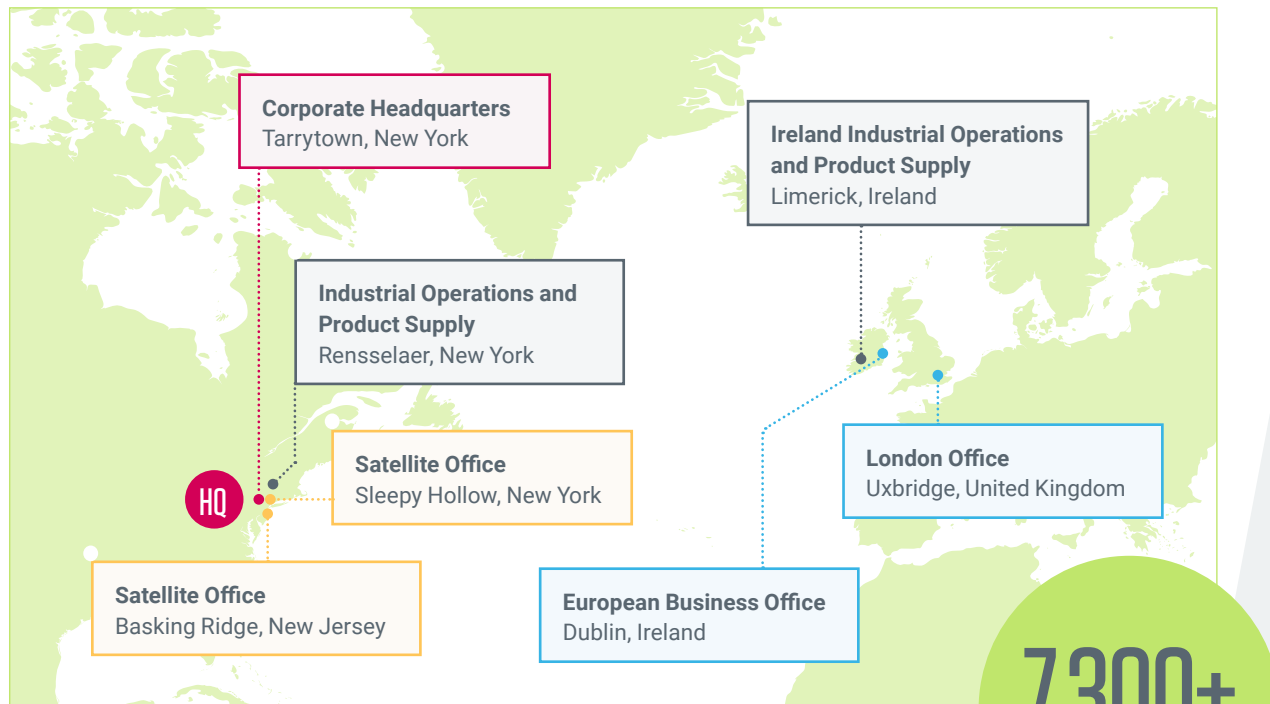 Corporate Headquarters
Tarrytown, New York
Ireland Industrial Operations
and Product Supply
Limerick, Ireland
Industrial Operations and
Product Supply
Rensselaer, New York
Satellite Office
Sleepy Hollow, New York
London Office
Uxbridge, United Kingdom
HQ
Satellite Office
Basking Ridge, New Jersey
European Business Office
Dublin, Ireland
7,300+